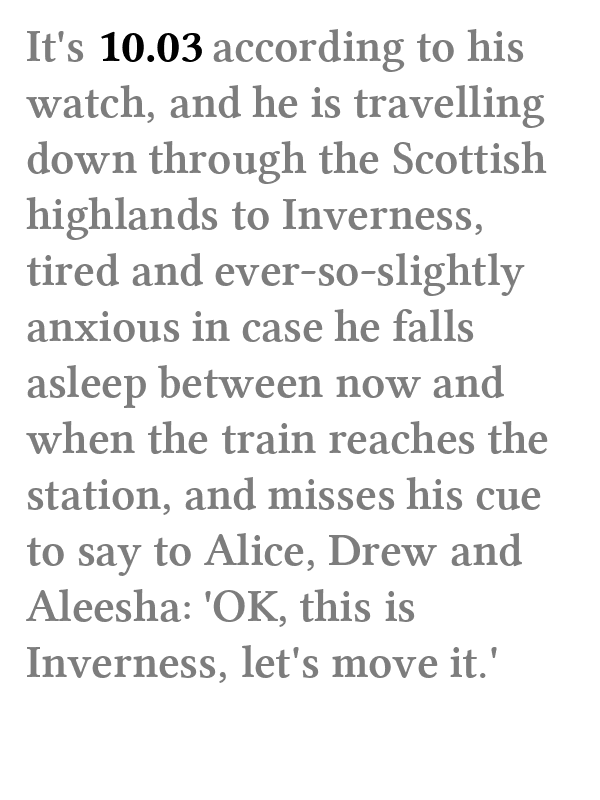 It's 10.03 according to his
watch, and he is travelling
down through the Scottish
highlands to Inverness,
tired and ever-so-slightly
anxious in case he falls
asleep between now and
when the train reaches the
station, and misses his cue
to say to Alice, Drew and
Aleesha: 'OK, this is
Inverness, let's move it.'